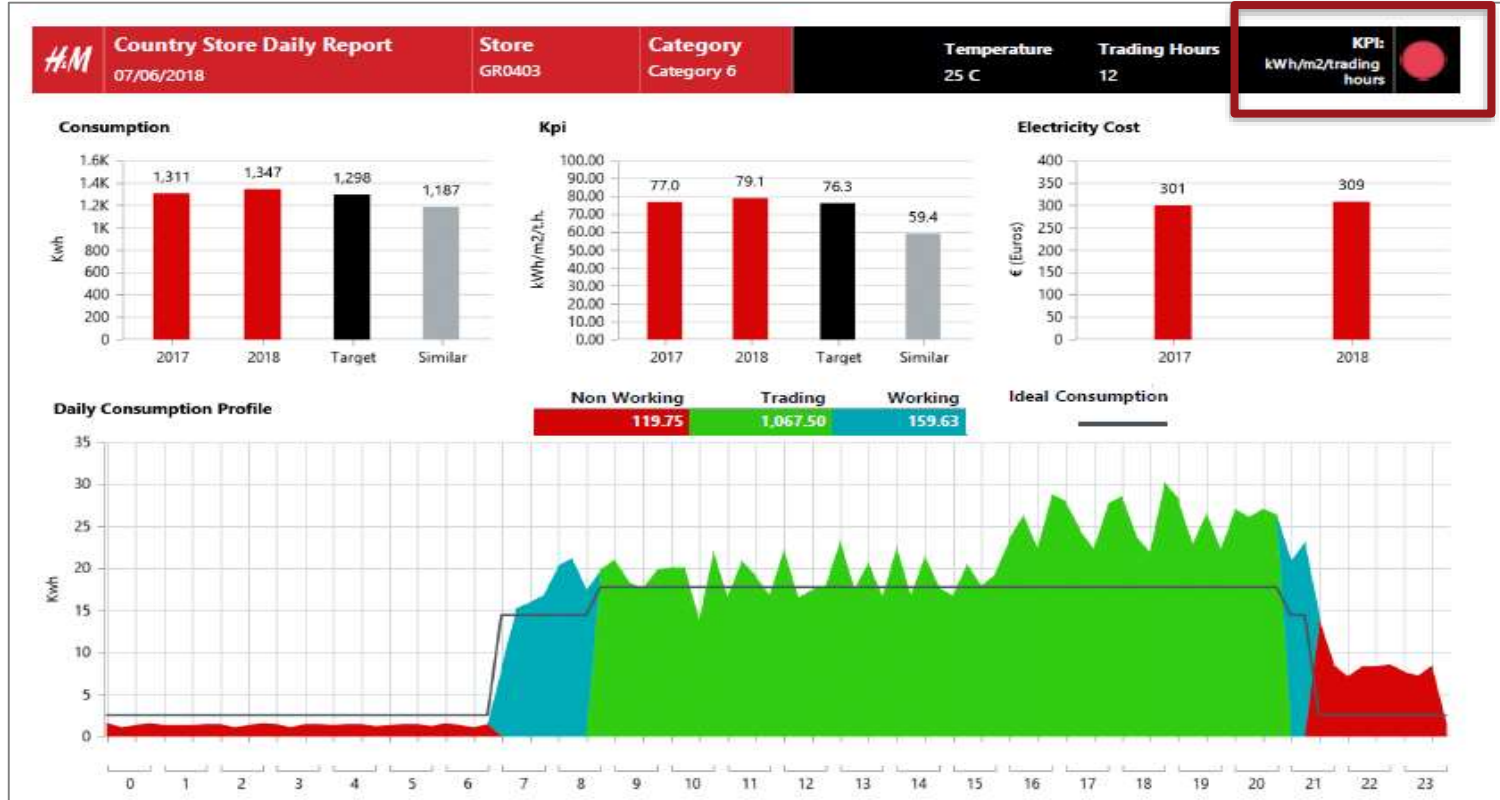 H&M
Country Store Daily Report
07/06/2018
Store
GR0403
Category
Category 6
Temperature
25 C
Trading Hours
12
KPI:
kWh/m2/trading
hours
Consumption
Kwh
1.6K
1.4K
1.2K
1K
800
600
400
200
0
1,311
1,347
1,298
1,187
2017 2018 Target Similar
Kpi
kWh/m2/t.h.
100.00
90.00
80.00
70.00
60.00
50.00
40.00
30.00
20.00
10.00
0.00
77.0
79.1
76.3
59.4
2017 2018 Target Similar
Electricity Cost
€ (Euros)
400
350
300
250
200
150
100
50
0
301
309
2017 2018
Daily Consumption Profile
Non Working Trading Working
119.75 1,067.50 159.63
Ideal Consumption
Kwh
35
30
25
20
15
10
5
0
0 1 2 3 4 5 6 7 8 9 10 11 12 13 14 15 16 17 18 19 20 21 22 23